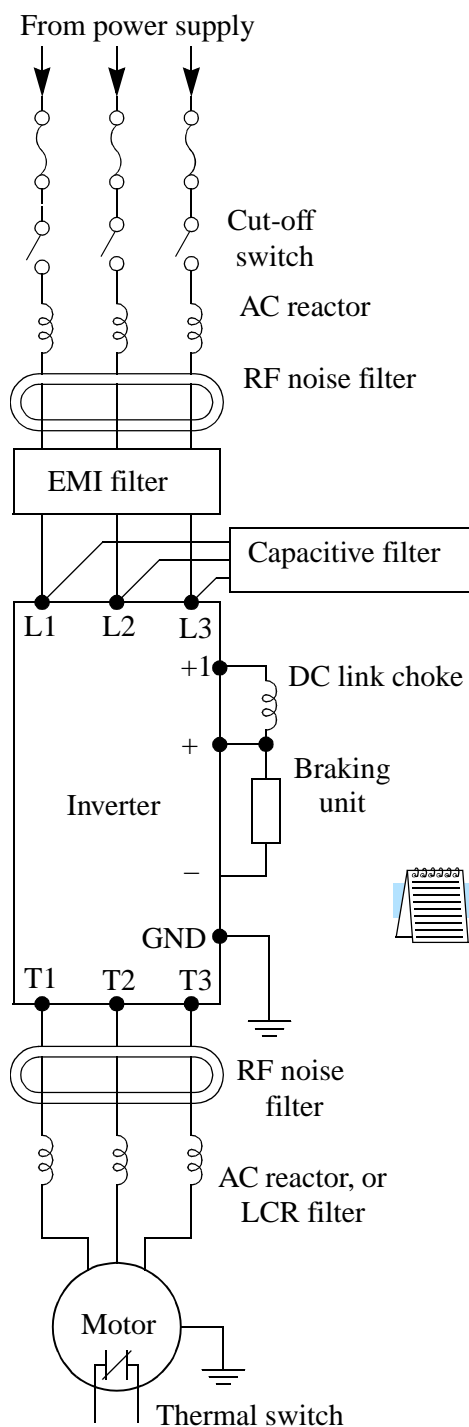 From power supply
Cut-off
switch
AC reactor
RF noise filter
EMI filter
Capacitive filter
L1 L2 L3
+1
DC link choke
+
Braking
unit
Inverter
−
GND
T1 T2 T3
RF noise
filter
AC reactor, or
LCR filter
Motor
Thermal switch